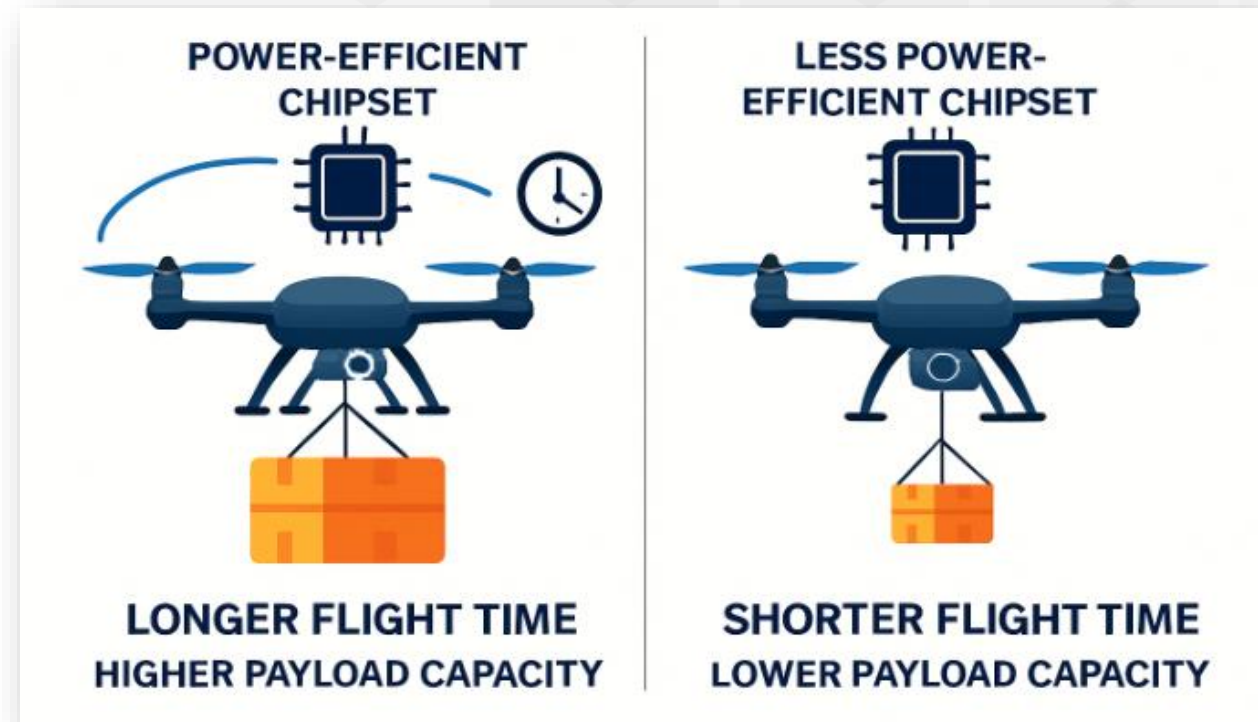 POWER-EFFICIENT
CHIPSET
LONGER FLIGHT TIME
HIGHER PAYLOAD CAPACITY
LESS POWER-
EFFICIENT CHIPSET
SHORTER FLIGHT TIME
LOWER PAYLOAD CAPACITY